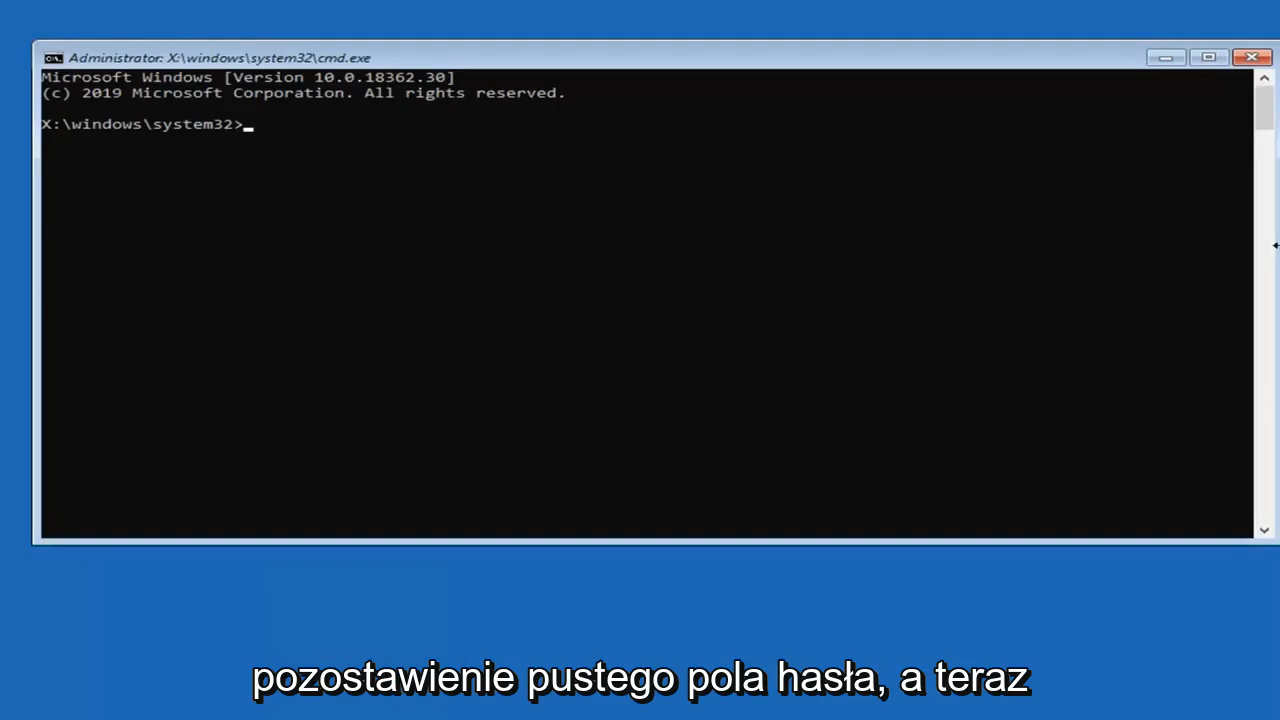 Administrator: X:\windows\system32\cmd.exe
Microsoft Windows [Version 10.0.18362.30]
(c) 2019 Microsoft Corporation. All rights reserved.
X:\windows\system32>
pozostawienie pustego pola hasła, a teraz